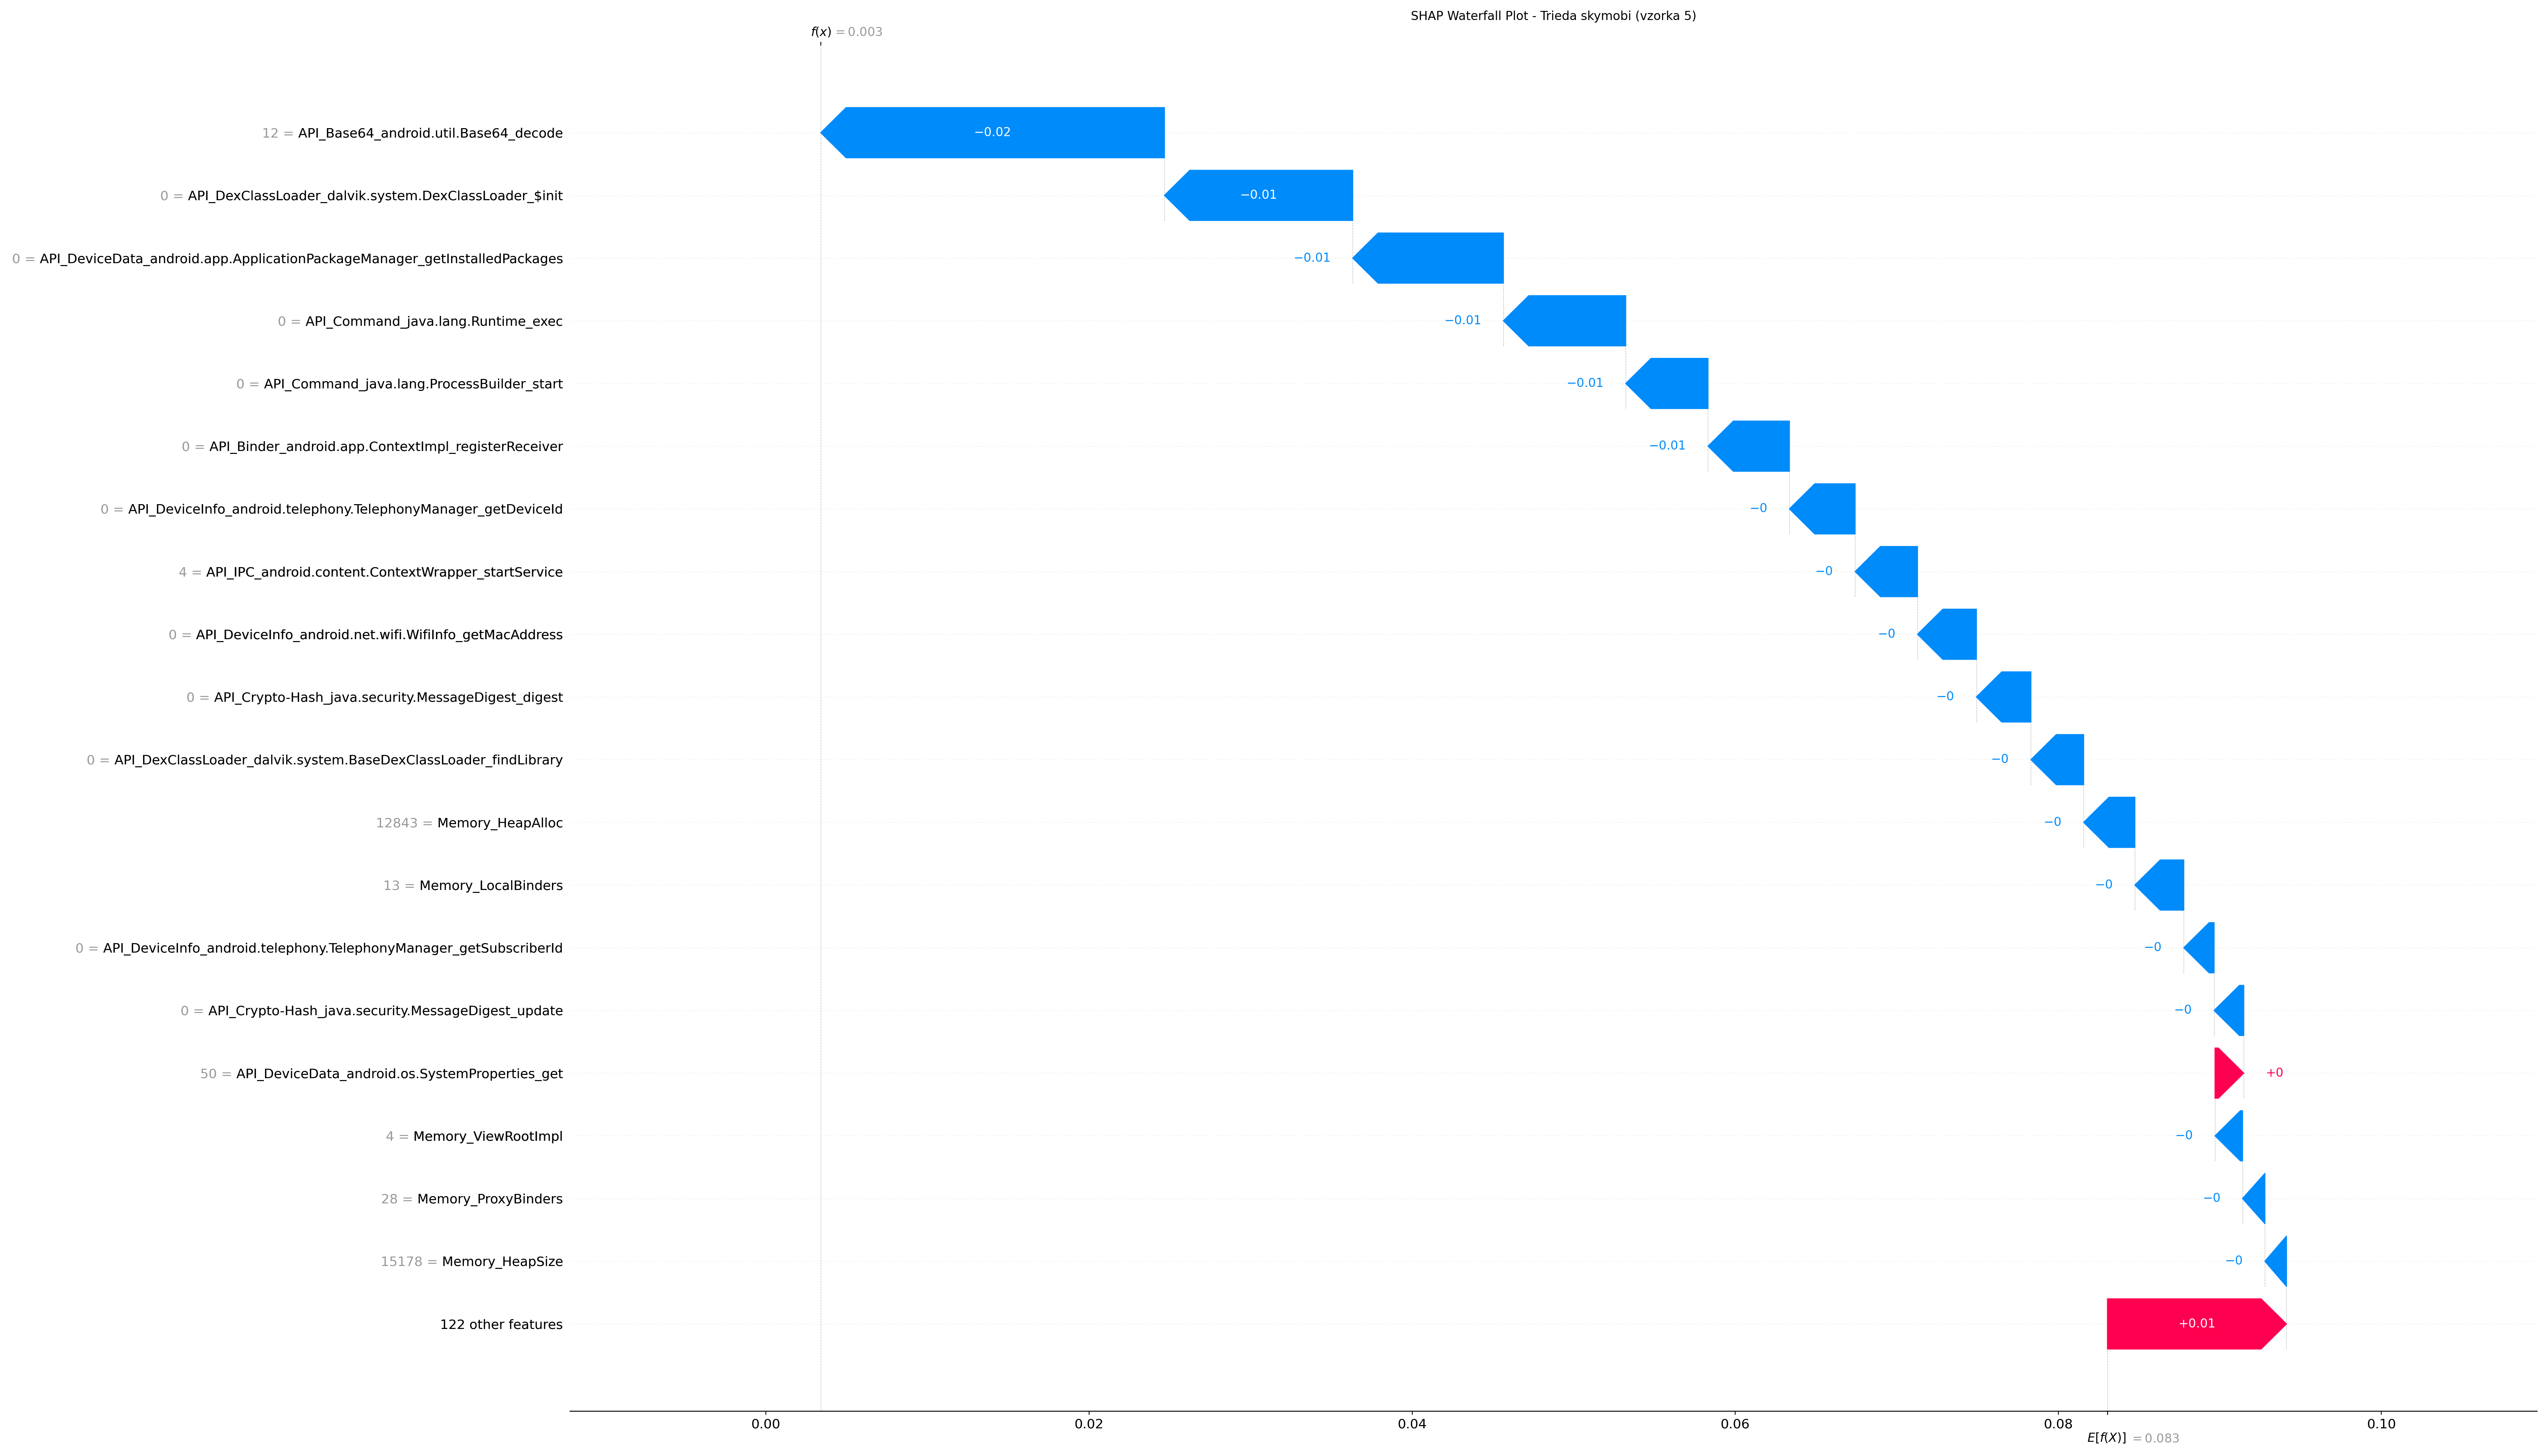 SHAP Waterfall Plot - Trieda skymobi (vzorka 5)
f(x) = 0.003
12 = API_Base64_android.util.Base64_decode −0.02
0 = API_DexClassLoader_dalvik.system.DexClassLoader_$init −0.01
0 = API_DeviceData_android.app.ApplicationPackageManager_getInstalledPackages −0.01
0 = API_Command_java.lang.Runtime_exec −0.01
0 = API_Command_java.lang.ProcessBuilder_start −0.01
0 = API_Binder_android.app.ContextImpl_registerReceiver −0.01
0 = API_DeviceInfo_android.telephony.TelephonyManager_getDeviceId −0
4 = API_IPC_android.content.ContextWrapper_startService −0
0 = API_DeviceInfo_android.net.wifi.WifiInfo_getMacAddress −0
0 = API_Crypto-Hash_java.security.MessageDigest_digest −0
0 = API_DexClassLoader_dalvik.system.BaseDexClassLoader_findLibrary −0
12843 = Memory_HeapAlloc −0
13 = Memory_LocalBinders −0
0 = API_DeviceInfo_android.telephony.TelephonyManager_getSubscriberId −0
0 = API_Crypto-Hash_java.security.MessageDigest_update −0
50 = API_DeviceData_android.os.SystemProperties_get +0
4 = Memory_ViewRootImpl −0
28 = Memory_ProxyBinders −0
15178 = Memory_HeapSize −0
122 other features +0.01
0.00 0.02 0.04 0.06 0.08 0.10
E[f(X)] = 0.083